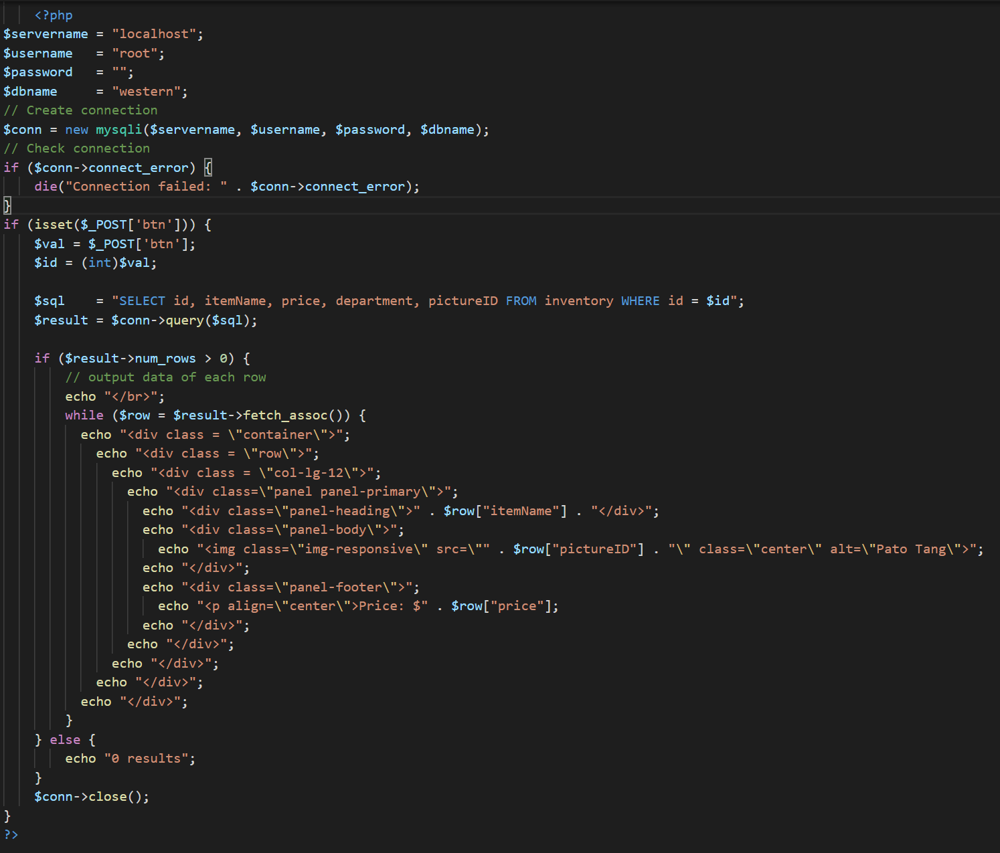 <?php
$servername = "localhost";
$username   = "root";
$password   = "";
$dbname     = "western";
// Create connection
$conn = new mysqli($servername, $username, $password, $dbname);
// Check connection
if ($conn->connect_error) {
    die("Connection failed: " . $conn->connect_error);
}
if (isset($_POST['btn'])) {
    $val = $_POST['btn'];
    $id = (int)$val;

    $sql    = "SELECT id, itemName, price, department, pictureID FROM inventory WHERE id = $id";
    $result = $conn->query($sql);

    if ($result->num_rows > 0) {
        // output data of each row
        echo "</br>";
        while ($row = $result->fetch_assoc()) {
          echo "<div class = \"container\">";
            echo "<div class = \"row\">";
              echo "<div class = \"col-lg-12\">";
                echo "<div class=\"panel panel-primary\">";
                  echo "<div class=\"panel-heading\">" . $row["itemName"] . "</div>";
                  echo "<div class=\"panel-body\">";
                    echo "<img class=\"img-responsive\" src=\"" . $row["pictureID"] . "\" class=\"center\" alt=\"Pato Tang\">";
                  echo "</div>";
                  echo "<div class=\"panel-footer\">";
                    echo "<p align=\"center\">Price: $" . $row["price"];
                  echo "</div>";
                echo "</div>";
              echo "</div>";
            echo "</div>";
          echo "</div>";
        }
    } else {
        echo "0 results";
    }
    $conn->close();
}
?>